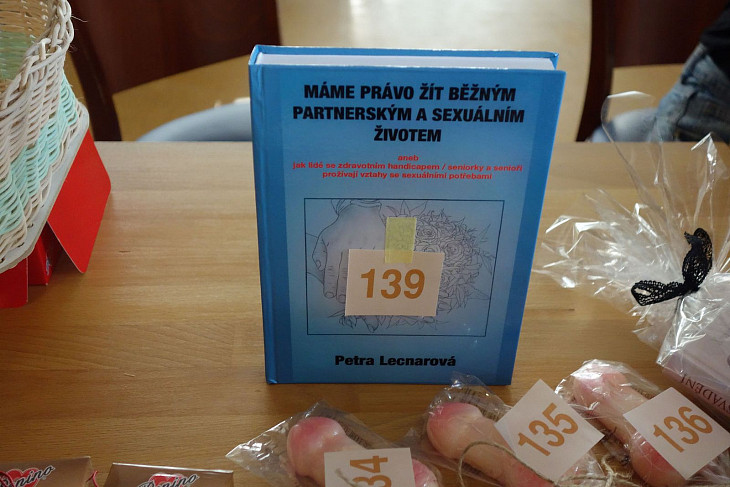 MÁME PRÁVO ŽÍT BĚŽNÝM
PARTNERSKÝM A SEXUÁLNÍM
ŽIVOTEM
aneb
jak lidé se zdravotním handicapem / seniorky a senioři
prožívají vztahy se sexuálními potřebami
139
Petra Lecnarová
34
135
136